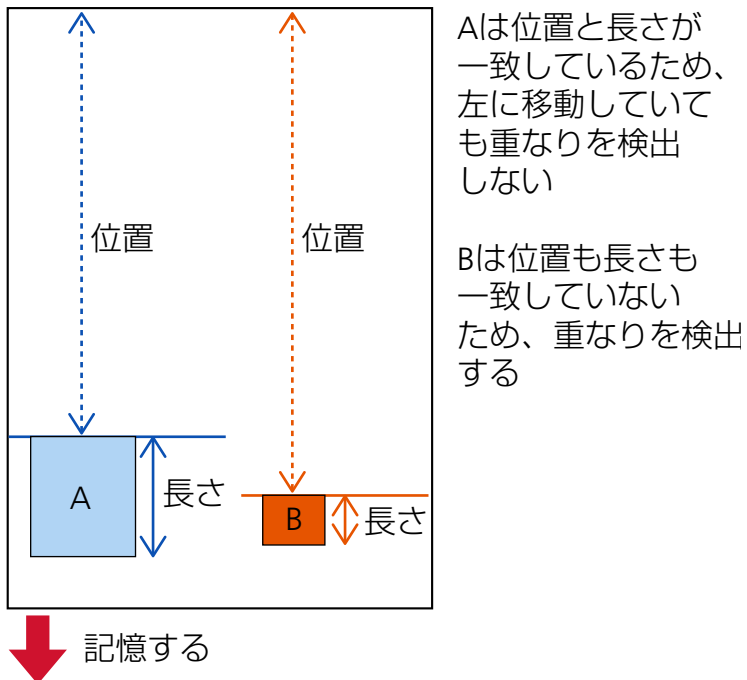 位置
位置
A
長さ
B
長さ
記憶する
Aは位置と長さが
一致しているため、
左に移動していて
も重なりを検出
しない
Bは位置も長さも
一致していない
ため、重なりを検出
する